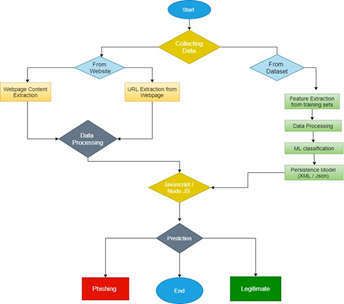 Start
Collecting
Data
From
Website
From
Dataset
Webpage Content
Extraction
URL Extraction from
Webpage
Feature Extraction
from training sets
Data
Processing
Data Processing
ML classification
Persistence Model
(XML / Json)
Javascript /
Node JS
Prediction
Phishing
End
Legitimate